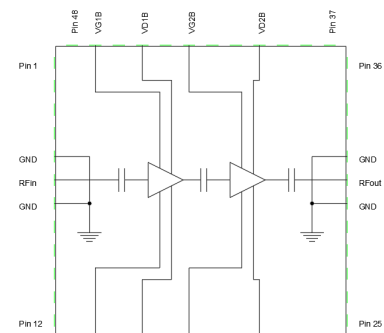 Pin 48 VG1B VD1B VG2B VD2B Pin 37
Pin 1 Pin 36
GND GND
RFin RFout
GND GND
Pin 12 Pin 25